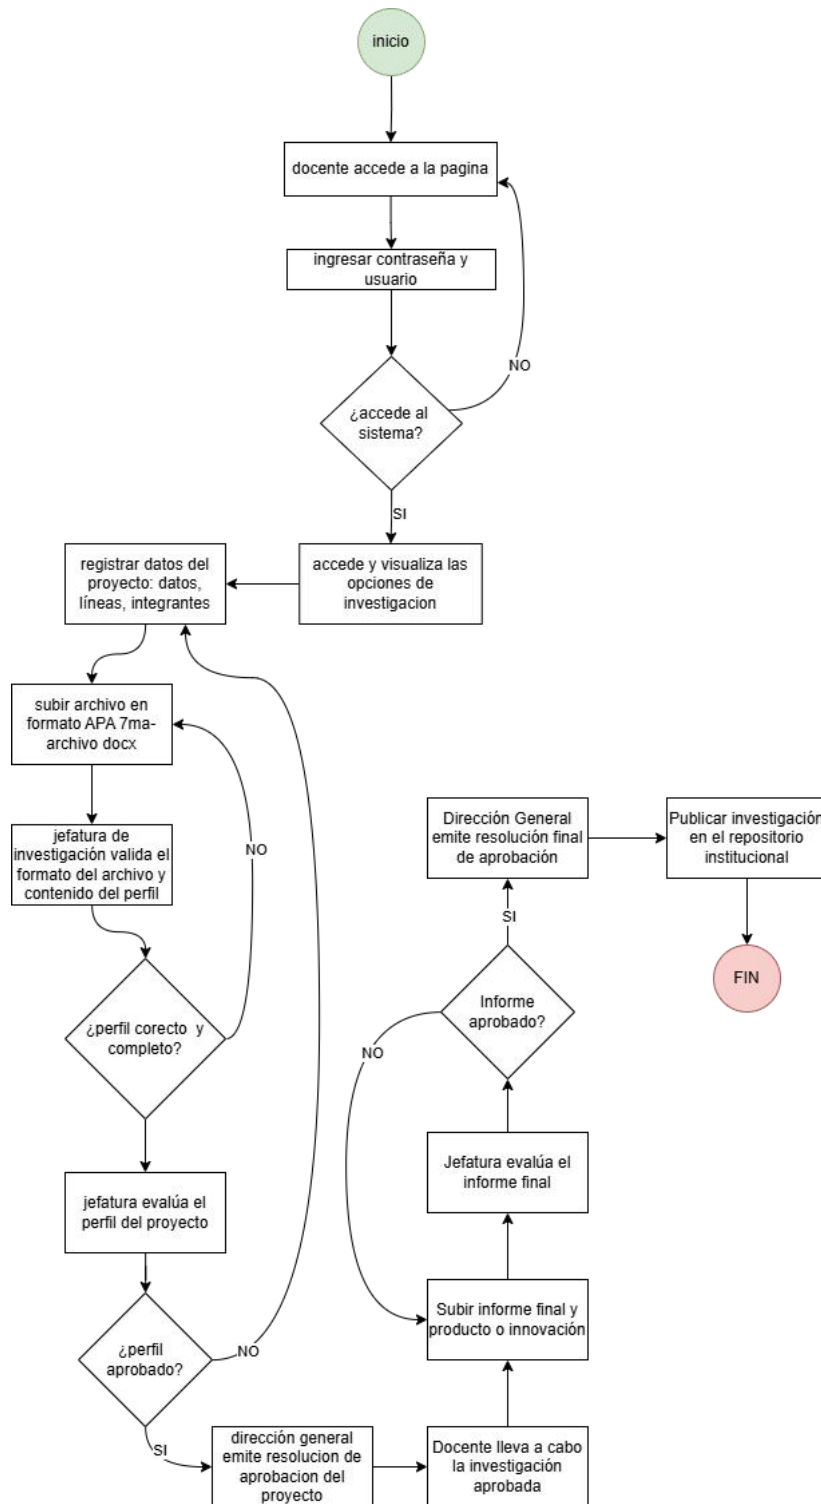 inicio
docente accede a la pagina
ingresar contraseña y
usuario
NO
¿accede al
sistema?
SI
accede y visualiza las
opciones de
investigacion
registrar datos del
proyecto: datos,
líneas, integrantes
subir archivo en
formato APA 7ma-
archivo docx
jefatura de
investigación valida el
formato del archivo y
contenido del perfil
NO
¿perfil corecto y
completo?
jefatura evalúa el
perfil del proyecto
¿perfil
aprobado?
NO
SI
dirección general
emite resolucion de
aprobacion del
proyecto
Docente lleva a cabo
la investigación
aprobada
Subir informe final y
producto o innovación
Jefatura evalúa el
informe final
Informe
aprobado?
NO
SI
Dirección General
emite resolución final
de aprobación
Publicar investigación
en el repositorio
institucional
FIN